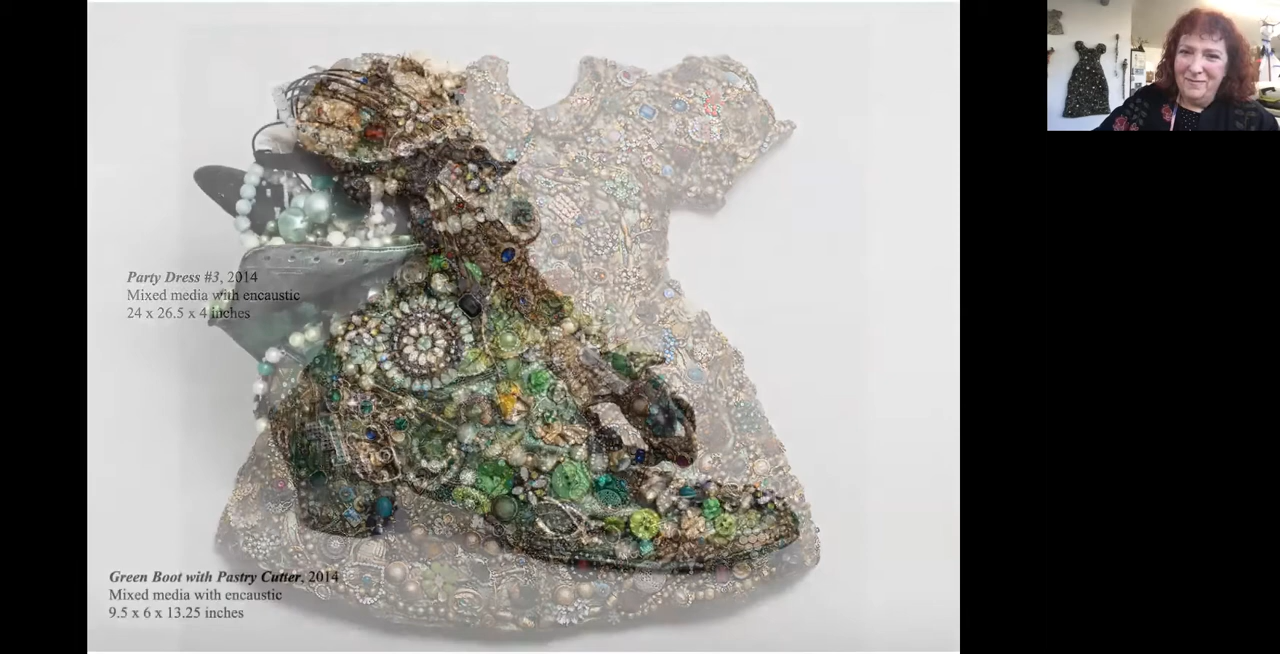 Party Dress #3, 2014
Mixed media with encaustic
24 x 26.5 x 4 inches
Green Boot with Pastry Cutter, 2014
Mixed media with encaustic
9.5 x 6 x 13.25 inches